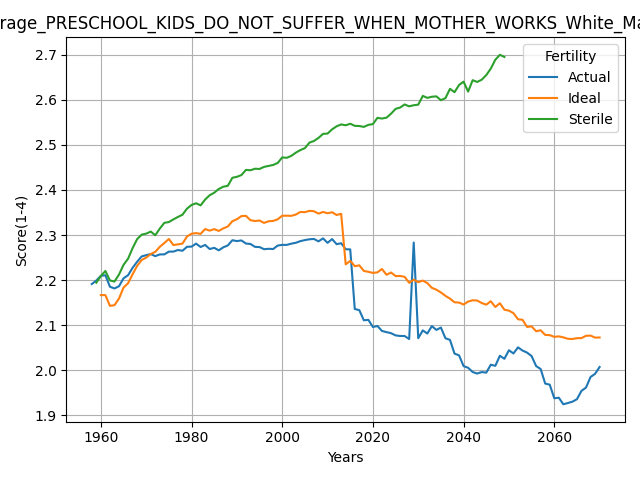 rage_PRESCHOOL_KIDS_DO_NOT_SUFFER_WHEN_MOTHER_WORKS_White_Ma
2.7
2.6
2.5
2.4
2.3
2.2
2.1
2.0
1.9
Score(1-4)
Fertility
Actual
Ideal
Sterile
1960
1980
2000
2020
2040
2060
Years